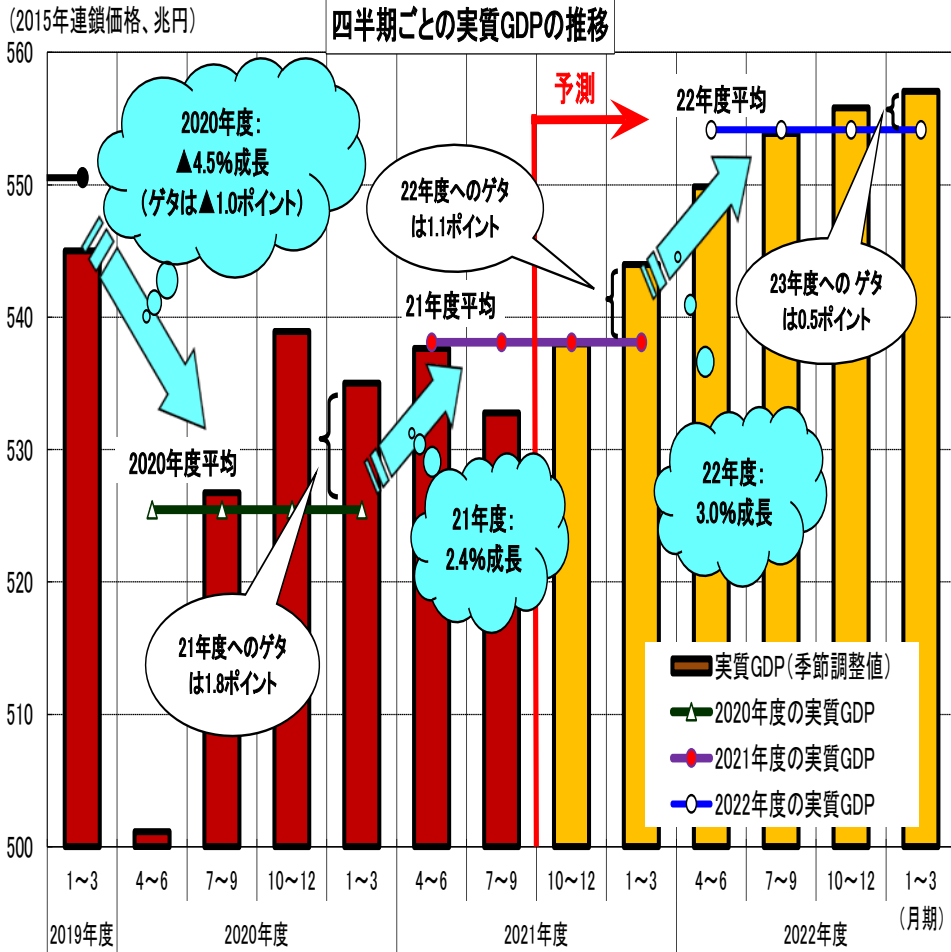 (2015年連鎖価格、兆円)
四半期ごとの実質GDPの推移
560
550
540
530
520
510
500
2020年度:
▲4.5%成長
(ゲタは▲1.0ポイント)
予測
22年度平均
22年度へのゲタ
は1.1ポイント
21年度平均
23年度への ゲタ
は0.5ポイント
2020年度平均
21年度:
2.4%成長
22年度:
3.0%成長
21年度へのゲタ
は1.8ポイント
実質GDP(季節調整値)
2020年度の実質GDP
2021年度の実質GDP
2022年度の実質GDP
1～3 4～6 7～9 10～12 1～3 4～6 7～9 10～12 1～3 4～6 7～9 10～12 1～3
(月期)
2019年度 2020年度 2021年度 2022年度